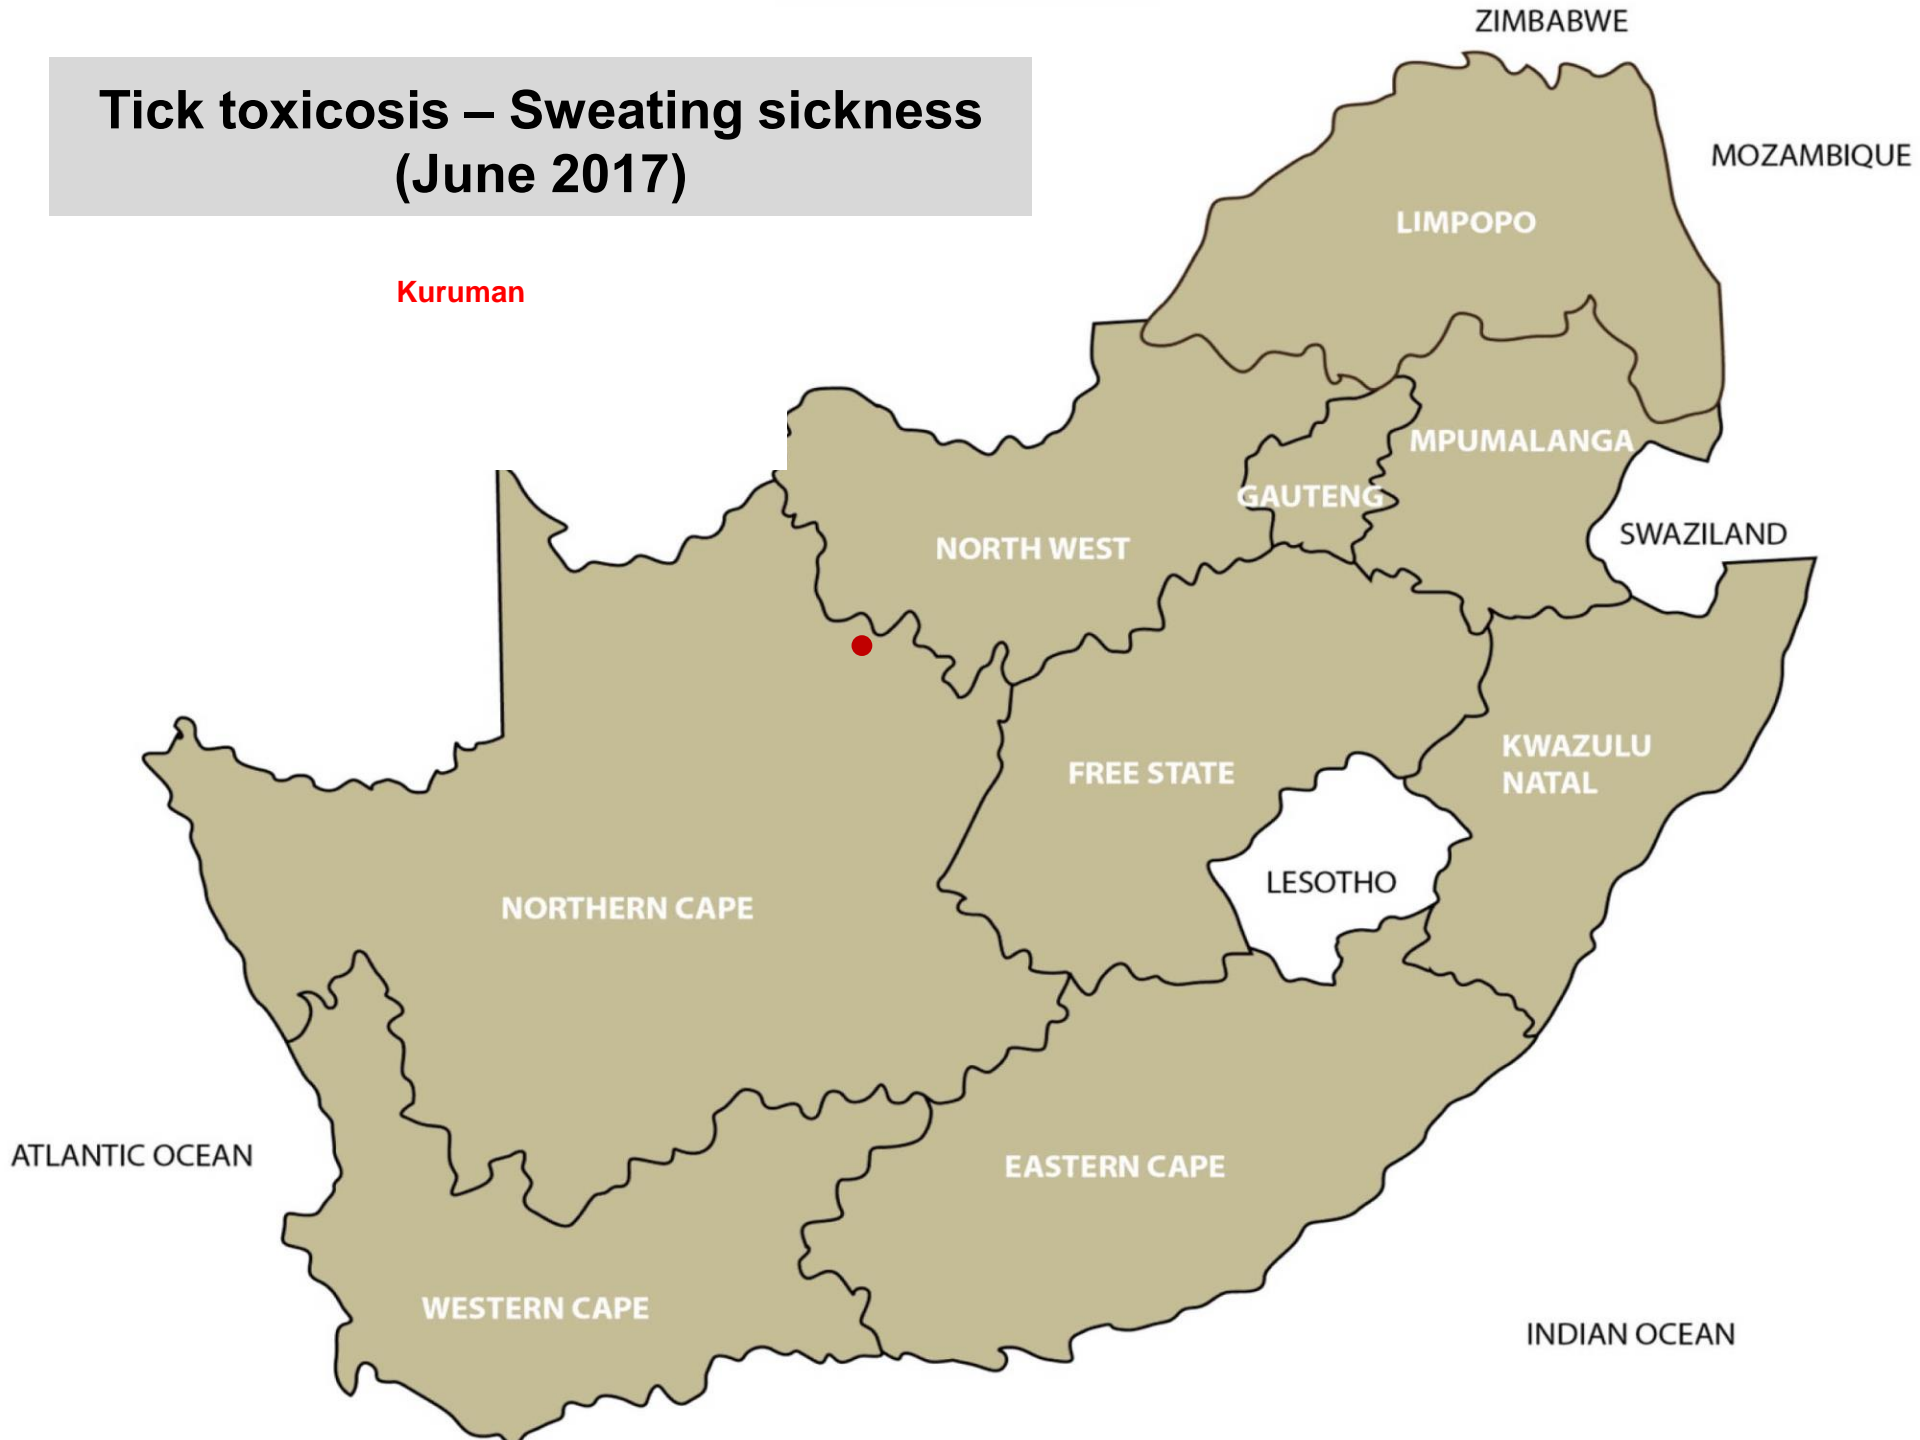 ZIMBABWE
Tick toxicosis – Sweating sickness
(June 2017)
MOZAMBIQUE
LIMPOPO
Kuruman
MPUMALANGA
GAUTENG
SWAZILAND
NORTH WEST
KWAZULU
NATAL
FREE STATE
LESOTHO
NORTHERN CAPE
ATLANTIC OCEAN
EASTERN CAPE
WESTERN CAPE
INDIAN OCEAN